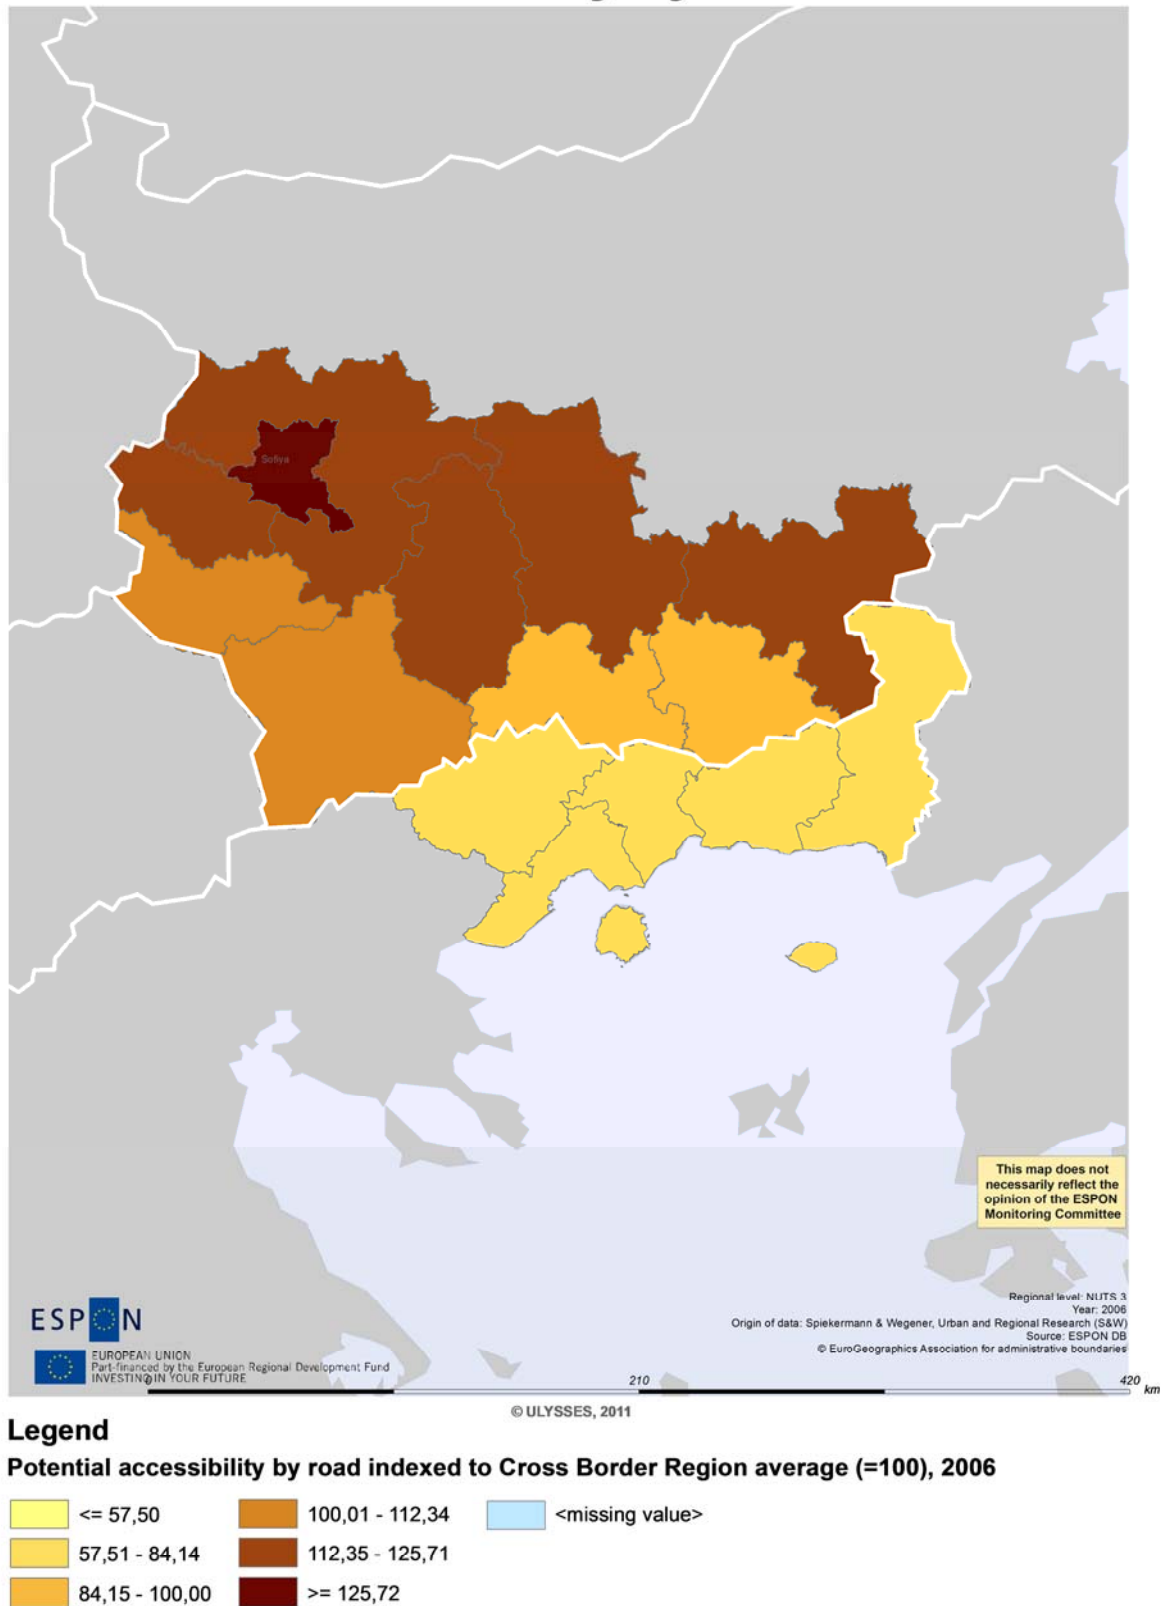 Sofiya
This map does not
necessarily reflect the
opinion of the ESPON
Monitoring Committee
ESPON
EUROPEAN UNION
Part-financed by the European Regional Development Fund
INVESTING IN YOUR FUTURE
Regional level: NUTS 3
Year: 2006
Origin of data: Spiekermann & Wegener, Urban and Regional Research (S&W)
Source: ESPON DB
© EuroGeographics Association for administrative boundaries
0 210 420 km
© ULYSSES, 2011
Legend
Potential accessibility by road indexed to Cross Border Region average (=100), 2006
<= 57,50
57,51 - 84,14
84,15 - 100,00
100,01 - 112,34
112,35 - 125,71
>= 125,72
<missing value>